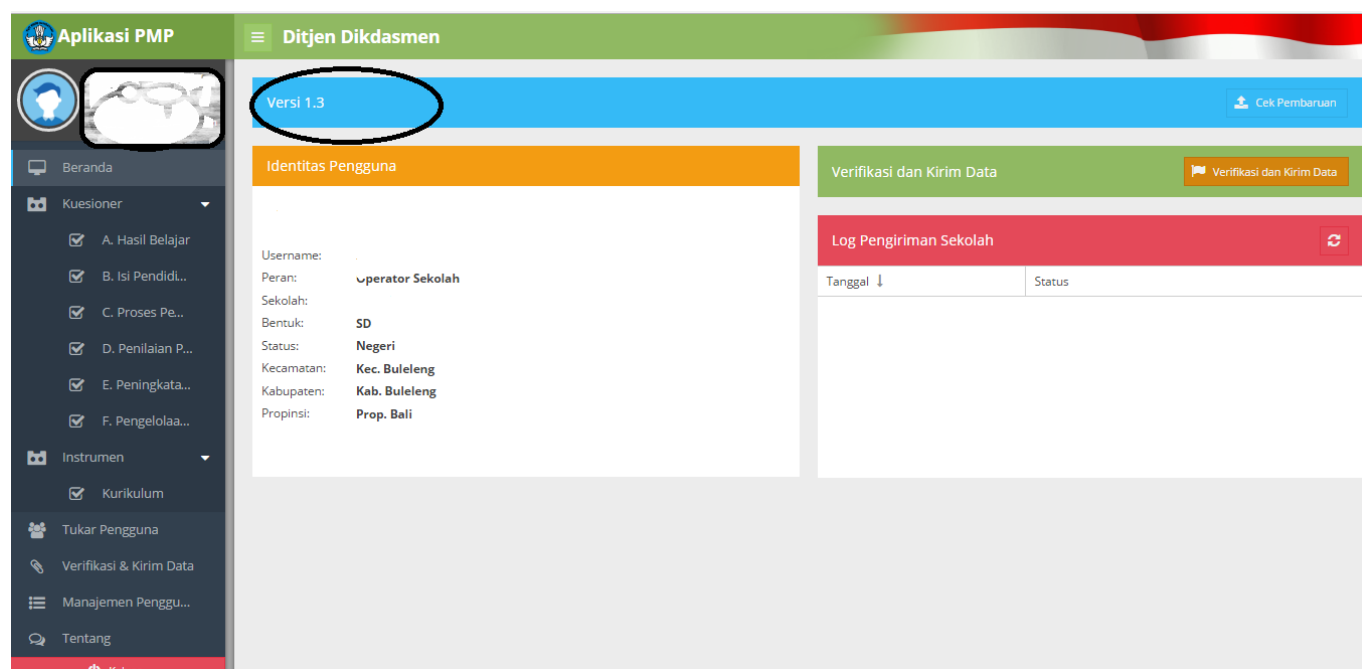 Aplikasi PMP
Ditjen Dikdasmen
Versi 1.3
Cek Pembaruan
Beranda
Kuesioner
A. Hasil Belajar
B. Isi Pendidi...
C. Proses Pe...
D. Penilaian P...
E. Peningkata...
F. Pengelolaa...
Instrumen
Kurikulum
Tukar Pengguna
Verifikasi & Kirim Data
Manajemen Penggu...
Tentang
Identitas Pengguna
Username:
Peran: Operator Sekolah
Sekolah:
Bentuk: SD
Status: Negeri
Kecamatan: Kec. Buleleng
Kabupaten: Kab. Buleleng
Propinsi: Prop. Bali
Verifikasi dan Kirim Data
Verifikasi dan Kirim Data
Log Pengiriman Sekolah
Tanggal Status